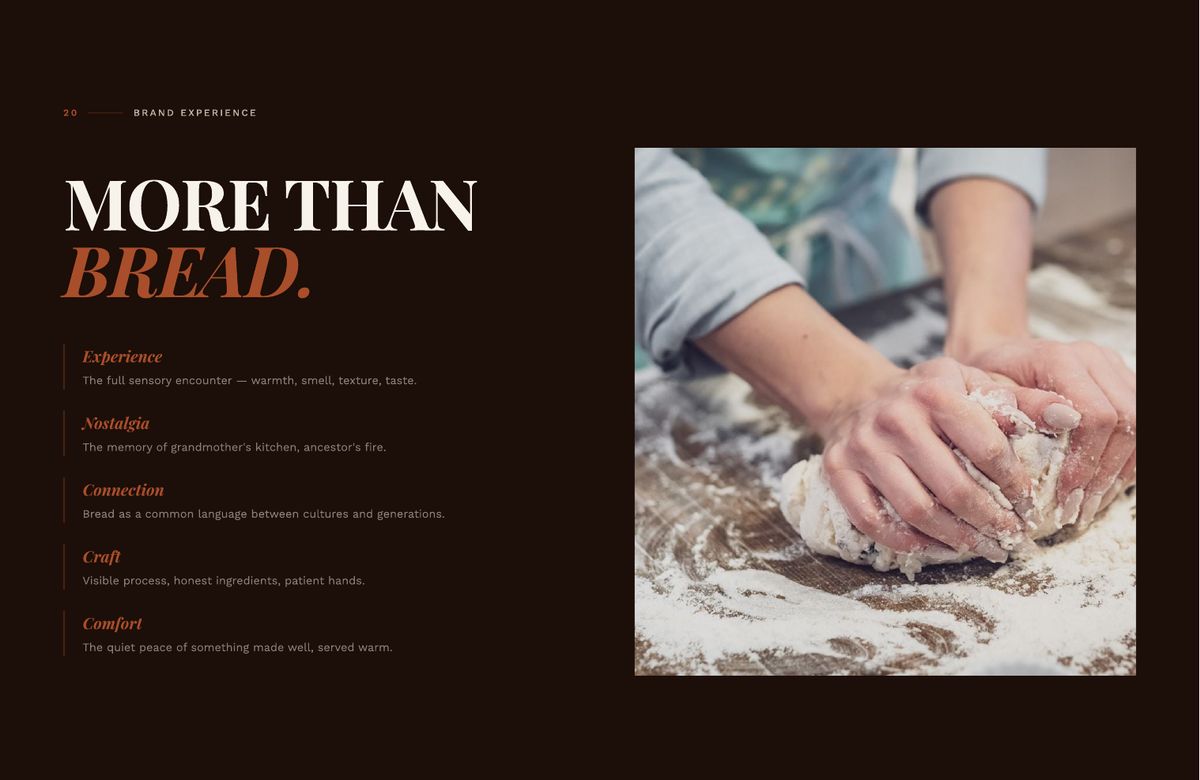 20 BRAND EXPERIENCE
MORE THAN
BREAD.
Experience
The full sensory encounter — warmth, smell, texture, taste.
Nostalgia
The memory of grandmother's kitchen, ancestor's fire.
Connection
Bread as a common language between cultures and generations.
Craft
Visible process, honest ingredients, patient hands.
Comfort
The quiet peace of something made well, served warm.